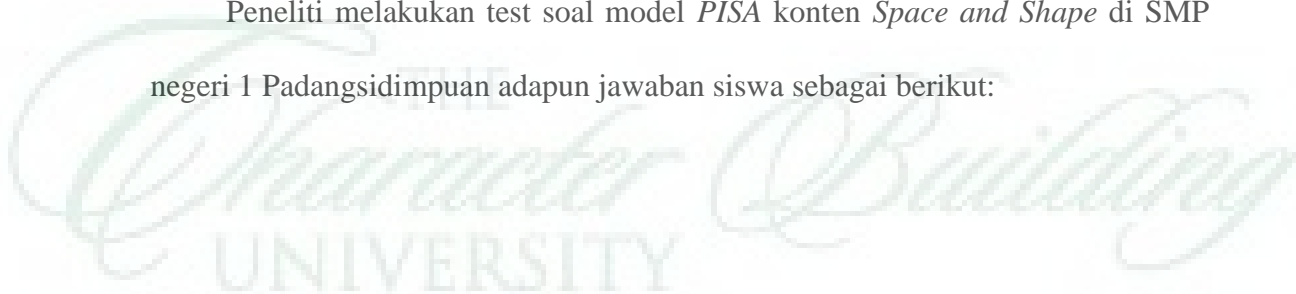 Peneliti melakukan test soal model PISA konten Space and Shape di SMP
negeri 1 Padangsidimpuan adapun jawaban siswa sebagai berikut:
THE
Character Building
UNIVERSITY